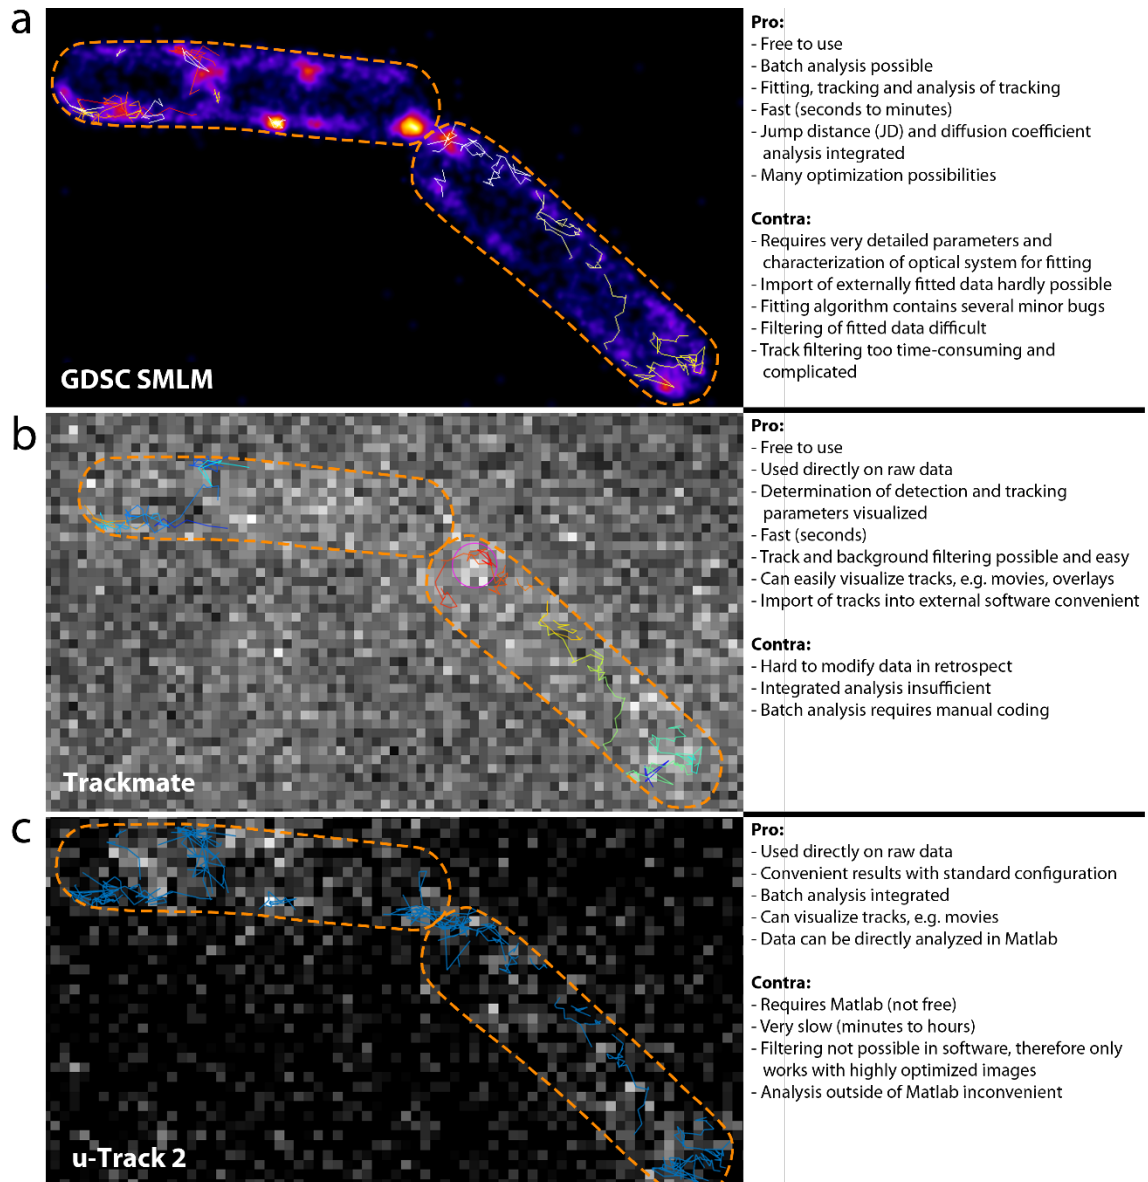 a
GDSC SMLM
Pro:
- Free to use
- Batch analysis possible
- Fitting, tracking and analysis of tracking
- Fast (seconds to minutes)
- Jump distance (JD) and diffusion coefficient
analysis integrated
- Many optimization possibilities
Contra:
- Requires very detailed parameters and
characterization of optical system for fitting
- Import of externally fitted data hardly possible
- Fitting algorithm contains several minor bugs
- Filtering of fitted data difficult
- Track filtering too time-consuming and
complicated
b
Trackmate
Pro:
- Free to use
- Used directly on raw data
- Determination of detection and tracking
parameters visualized
- Fast (seconds)
- Track and background filtering possible and easy
- Can easily visualize tracks, e.g. movies, overlays
- Import of tracks into external software convenient
Contra:
- Hard to modify data in retrospect
- Integrated analysis insufficient
- Batch analysis requires manual coding
c
u-Track 2
Pro:
- Used directly on raw data
- Convenient results with standard configuration
- Batch analysis integrated
- Can visualize tracks, e.g. movies
- Data can be directly analyzed in Matlab
Contra:
- Requires Matlab (not free)
- Very slow (minutes to hours)
- Filtering not possible in software, therefore only
works with highly optimized images
- Analysis outside of Matlab inconvenient